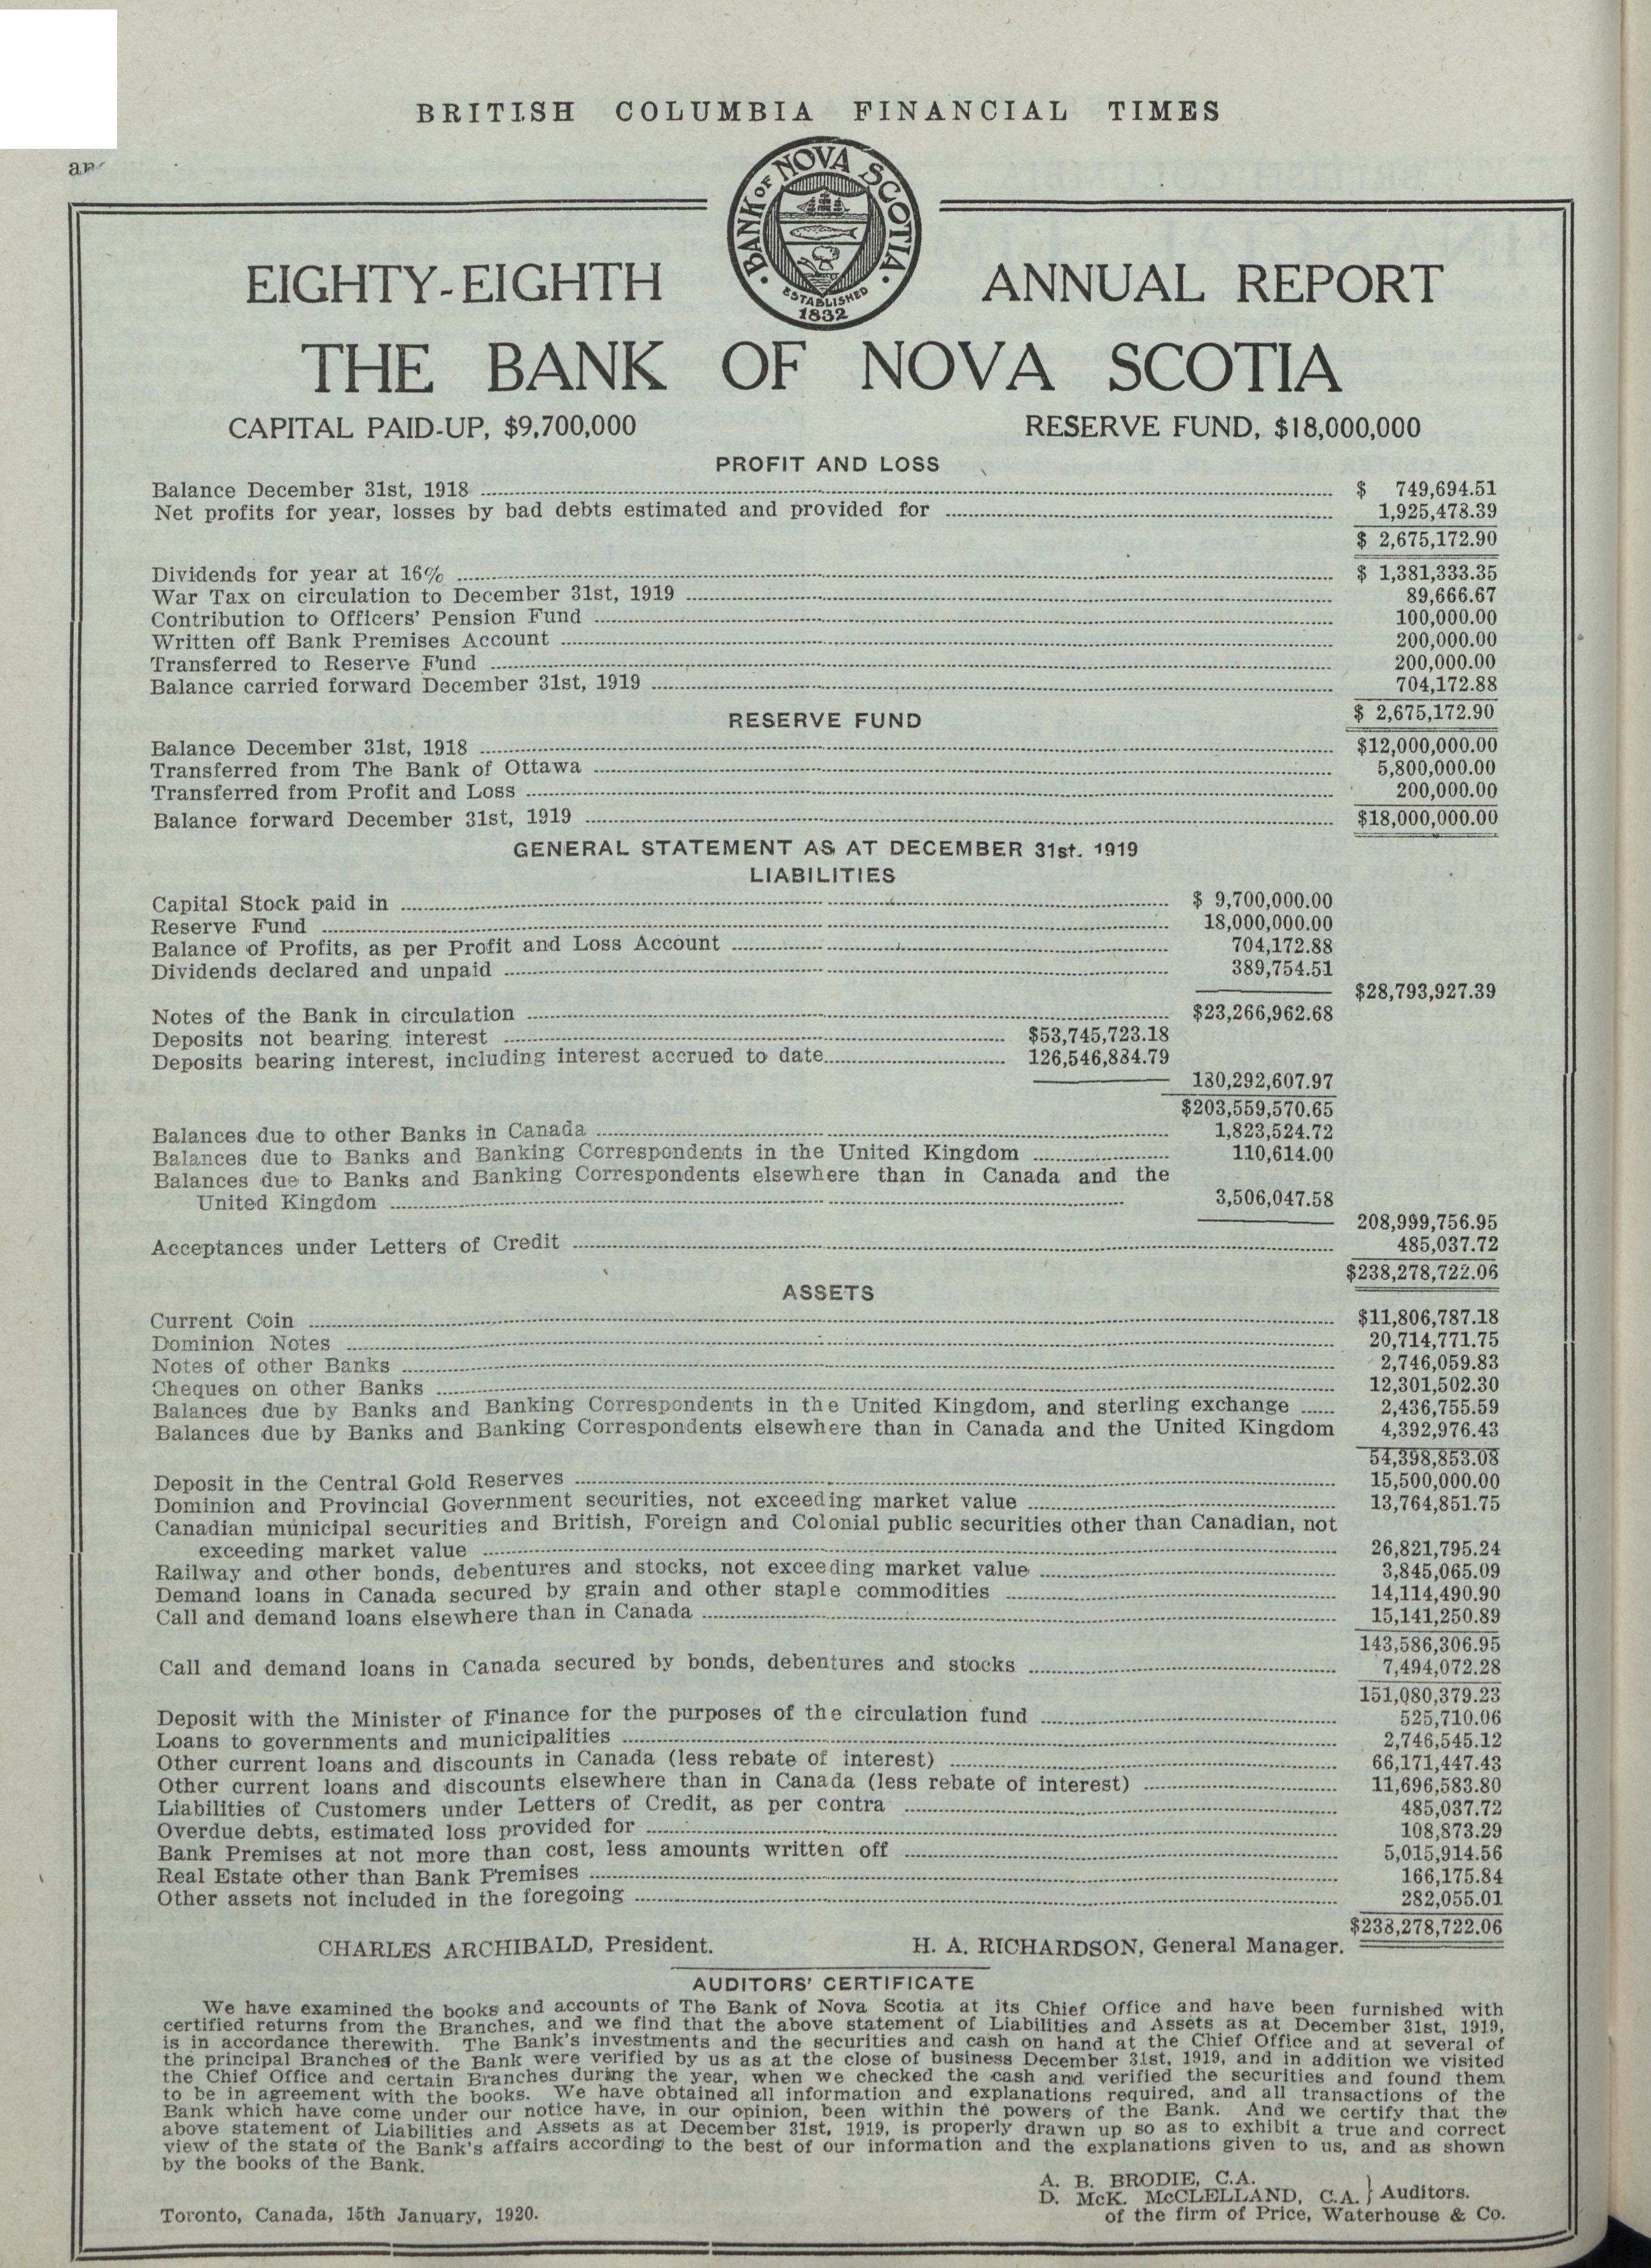 BRITISH COLUMBIA FINANCIAL TIMES
BANK OF NOVA SCOTIA
ESTABLISHED
1832
EIGHTY-EIGHTH ANNUAL REPORT
THE BANK OF NOVA SCOTIA
CAPITAL PAID-UP, $9,700,000 RESERVE FUND, $18,000,000
PROFIT AND LOSS
Balance December 31st, 1918 $ 749,694.51
Net profits for year, losses by bad debts estimated and provided for 1,925,478.39
$ 2,675,172.90
Dividends for year at 16% $ 1,381,333.35
War Tax on circulation to December 31st, 1919 89,666.67
Contribution to Officers' Pension Fund 100,000.00
Written off Bank Premises Account 200,000.00
Transferred to Reserve Fund 200,000.00
Balance carried forward December 31st, 1919 704,172.88
$ 2,675,172.90
RESERVE FUND
Balance December 31st, 1918 $12,000,000.00
Transferred from The Bank of Ottawa 5,800,000.00
Transferred from Profit and Loss 200,000.00
Balance forward December 31st, 1919 $18,000,000.00
GENERAL STATEMENT AS AT DECEMBER 31st. 1919
LIABILITIES
Capital Stock paid in $ 9,700,000.00
Reserve Fund 18,000,000.00
Balance of Profits, as per Profit and Loss Account 704,172.88
Dividends declared and unpaid 389,754.51
$28,793,927.39
Notes of the Bank in circulation $23,266,962.68
Deposits not bearing interest $53,745,723.18
Deposits bearing interest, including interest accrued to date 126,546,884.79
180,292,607.97
$203,559,570.65
Balances due to other Banks in Canada 1,823,524.72
Balances due to Banks and Banking Correspondents in the United Kingdom 110,614.00
Balances due to Banks and Banking Correspondents elsewhere than in Canada and the
United Kingdom 3,506,047.58
208,999,756.95
Acceptances under Letters of Credit 485,037.72
$238,278,722.06
ASSETS
Current Coin $11,806,787.18
Dominion Notes 20,714,771.75
Notes of other Banks 2,746,059.83
Cheques on other Banks 12,301,502.30
Balances due by Banks and Banking Correspondents in the United Kingdom, and sterling exchange 2,436,755.59
Balances due by Banks and Banking Correspondents elsewhere than in Canada and the United Kingdom 4,392,976.43
54,398,853.08
Deposit in the Central Gold Reserves 15,500,000.00
Dominion and Provincial Government securities, not exceeding market value 13,764,851.75
Canadian municipal securities and British, Foreign and Colonial public securities other than Canadian, not
exceeding market value 26,821,795.24
Railway and other bonds, debentures and stocks, not exceeding market value 3,845,065.09
Demand loans in Canada secured by grain and other staple commodities 14,114,490.90
Call and demand loans elsewhere than in Canada 15,141,250.89
143,586,306.95
Call and demand loans in Canada secured by bonds, debentures and stocks 7,494,072.28
151,080,379.23
Deposit with the Minister of Finance for the purposes of the circulation fund 525,710.06
Loans to governments and municipalities 2,746,545.12
Other current loans and discounts in Canada (less rebate of interest) 66,171,447.43
Other current loans and discounts elsewhere than in Canada (less rebate of interest) 11,696,583.80
Liabilities of Customers under Letters of Credit, as per contra 485,037.72
Overdue debts, estimated loss provided for 108,873.29
Bank Premises at not more than cost, less amounts written off 5,015,914.56
Real Estate other than Bank Premises 166,175.84
Other assets not included in the foregoing 282,055.01
$238,278,722.06
CHARLES ARCHIBALD, President. H. A. RICHARDSON, General Manager.
AUDITORS' CERTIFICATE
We have examined the books and accounts of The Bank of Nova Scotia at its Chief Office and have been furnished with
certified returns from the Branches, and we find that the above statement of Liabilities and Assets as at December 31st, 1919,
is in accordance therewith. The Bank's investments and the securities and cash on hand at the Chief Office and at several of
the principal Branches of the Bank were verified by us as at the close of business December 31st, 1919, and in addition we visited
the Chief Office and certain Branches during the year, when we checked the cash and verified the securities and found them
to be in agreement with the books. We have obtained all information and explanations required, and all transactions of the
Bank which have come under our notice have, in our opinion, been within the powers of the Bank. And we certify that the
above statement of Liabilities and Assets as at December 31st, 1919, is properly drawn up so as to exhibit a true and correct
view of the state of the Bank's affairs according to the best of our information and the explanations given to us, and as shown
by the books of the Bank.
A. B. BRODIE, C.A.
D. McK. McCLELLAND, C.A. } Auditors.
Toronto, Canada, 15th January, 1920. of the firm of Price, Waterhouse & Co.